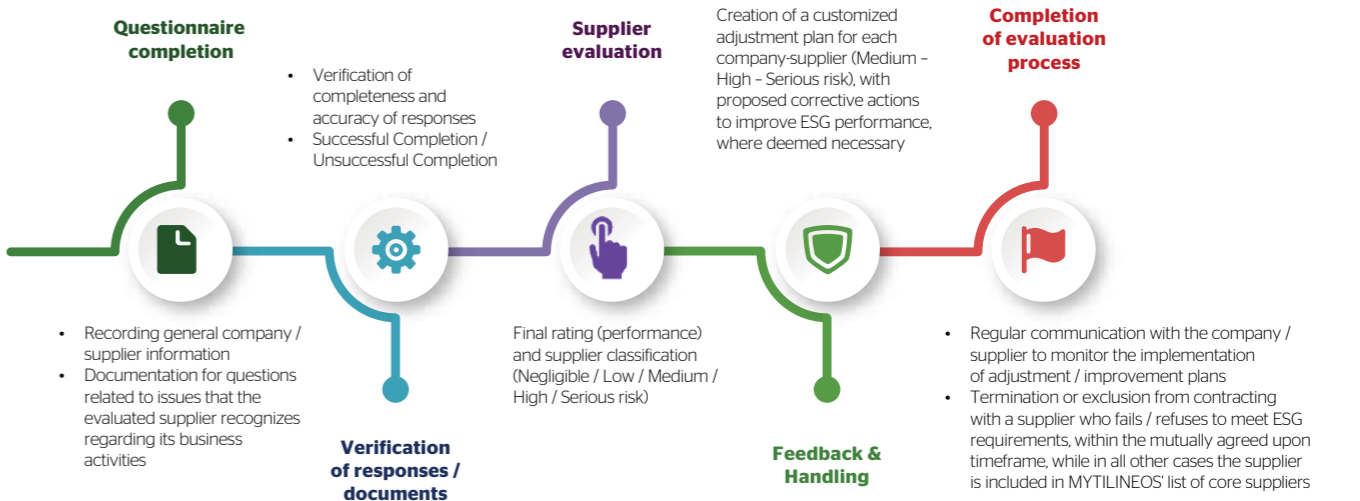 Questionnaire
completion
• Recording general company /
supplier information
• Documentation for questions
related to issues that the
evaluated supplier recognizes
regarding its business
activities
• Verification of
completeness and
accuracy of responses
• Successful Completion /
Unsuccessful Completion
Verification
of responses /
documents
Supplier
evaluation
Final rating (performance)
and supplier classification
(Negligible / Low / Medium /
High / Serious risk)
Creation of a customized
adjustment plan for each
company-supplier (Medium –
High – Serious risk), with
proposed corrective actions
to improve ESG performance,
where deemed necessary
Feedback &
Handling
Completion
of evaluation
process
• Regular communication with the company /
supplier to monitor the implementation
of adjustment / improvement plans
• Termination or exclusion from contracting
with a supplier who fails / refuses to meet ESG
requirements, within the mutually agreed upon
timeframe, while in all other cases the supplier
is included in MYTILINEOS' list of core suppliers